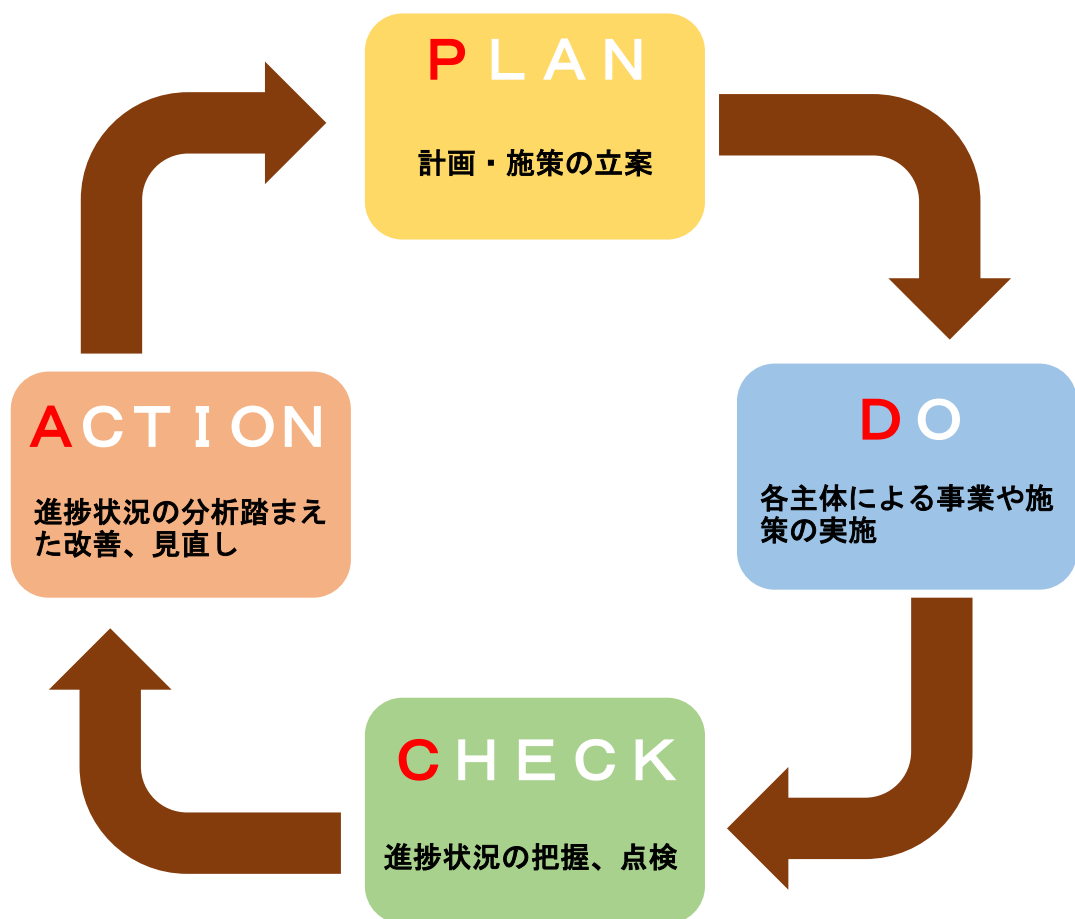 ＰＬＡＮ
計画・施策の立案
ＤＯ
各主体による事業や施
策の実施
ＣＨＥＣＫ
進捗状況の把握、点検
ＡＣＴＩＯＮ
進捗状況の分析踏まえ
た改善、見直し